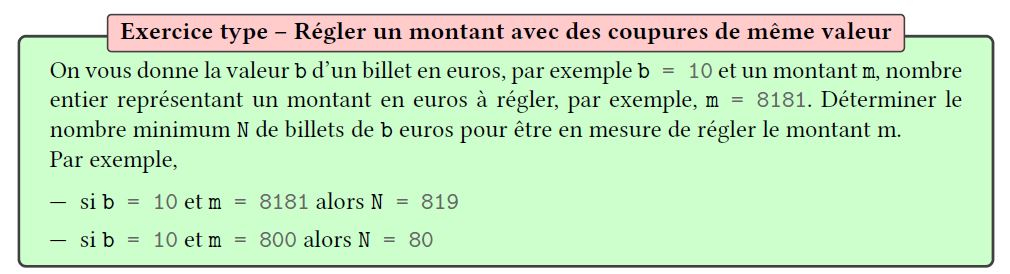 Exercice type – Régler un montant avec des coupures de même valeur
On vous donne la valeur b d'un billet en euros, par exemple b = 10 et un montant m, nombre
entier représentant un montant en euros à régler, par exemple, m = 8181. Déterminer le
nombre minimum N de billets de b euros pour être en mesure de régler le montant m.
Par exemple,
— si b = 10 et m = 8181 alors N = 819
— si b = 10 et m = 800 alors N = 80